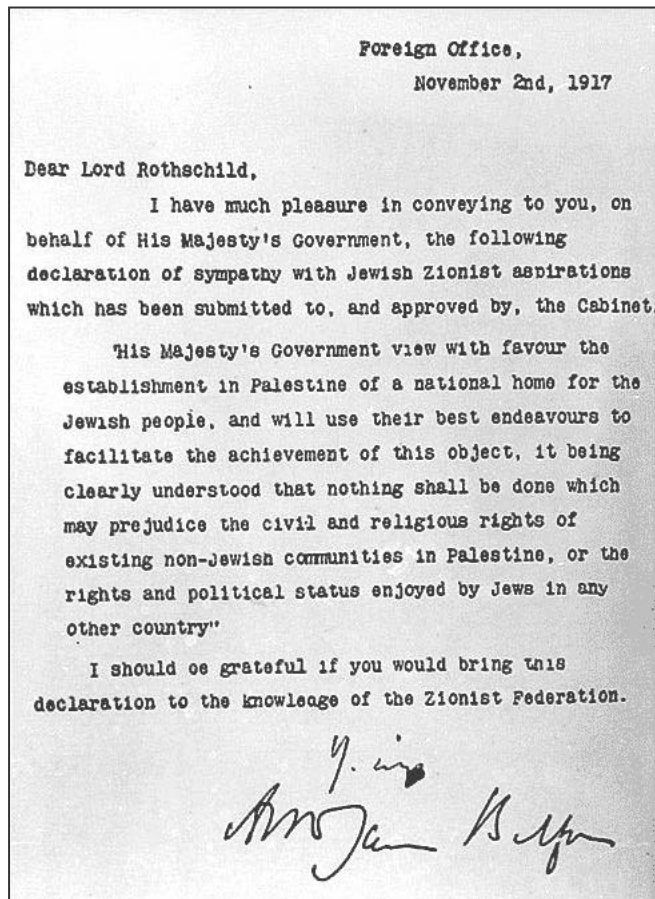 Foreign Office,
November 2nd, 1917
Dear Lord Rothschild,
I have much pleasure in conveying to you, on
behalf of His Majesty's Government, the following
declaration of sympathy with Jewish Zionist aspirations
which has been submitted to, and approved by, the Cabinet.
"His Majesty's Government view with favour the
establishment in Palestine of a national home for the
Jewish people, and will use their best endeavours to
facilitate the achievement of this object, it being
clearly understood that nothing shall be done which
may prejudice the civil and religious rights of
existing non-Jewish communities in Palestine, or the
rights and political status enjoyed by Jews in any
other country"
I should be grateful if you would bring this
declaration to the knowledge of the Zionist Federation.